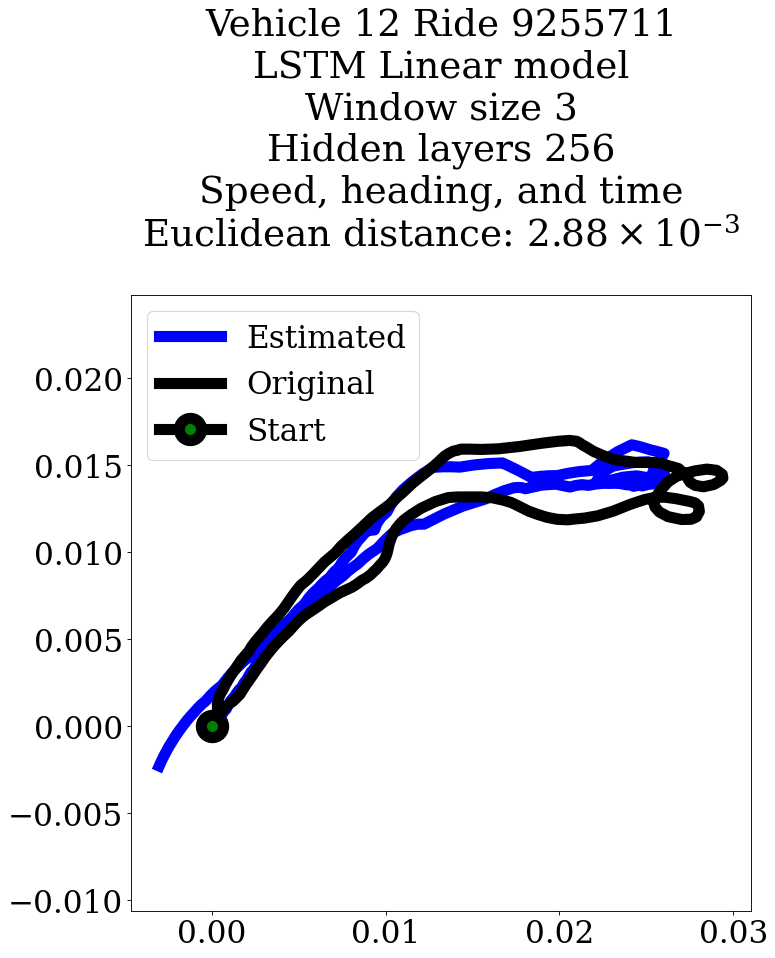 Vehicle 12 Ride 9255711
LSTM Linear model
Window size 3
Hidden layers 256
Speed, heading, and time
Euclidean distance: 2.88 × 10⁻³
Estimated
Original
Start
0.020
0.015
0.010
0.005
0.000
−0.005
−0.010
0.00 0.01 0.02 0.03